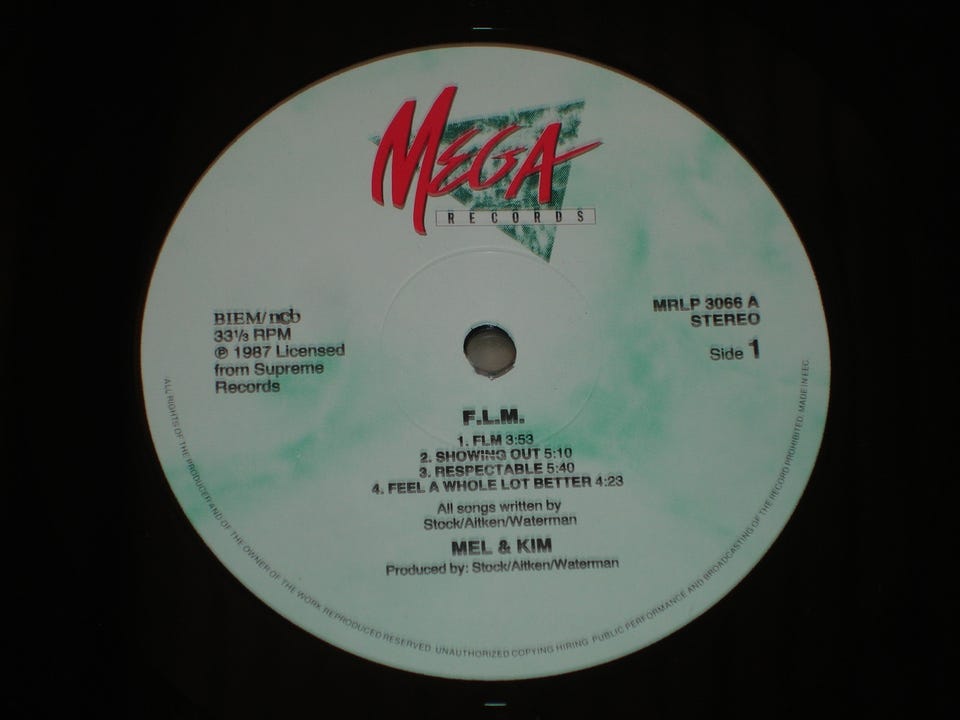 MEGA
RECORDS
BIEM/ncb
33⅓ RPM
℗ 1987 Licensed
from Supreme
Records
MRLP 3066 A
STEREO
Side 1
F.L.M.
1. FLM 3:53
2. SHOWING OUT 5:10
3. RESPECTABLE 5:40
4. FEEL A WHOLE LOT BETTER 4:23
All songs written by
Stock/Aitken/Waterman
MEL & KIM
Produced by: Stock/Aitken/Waterman
ALL RIGHTS OF THE PRODUCER AND OF THE OWNER OF THE WORK REPRODUCED RESERVED. UNAUTHORIZED COPYING HIRING PUBLIC PERFORMANCE AND BROADCASTING OF THE RECORD PROHIBITED. MADE IN EEC